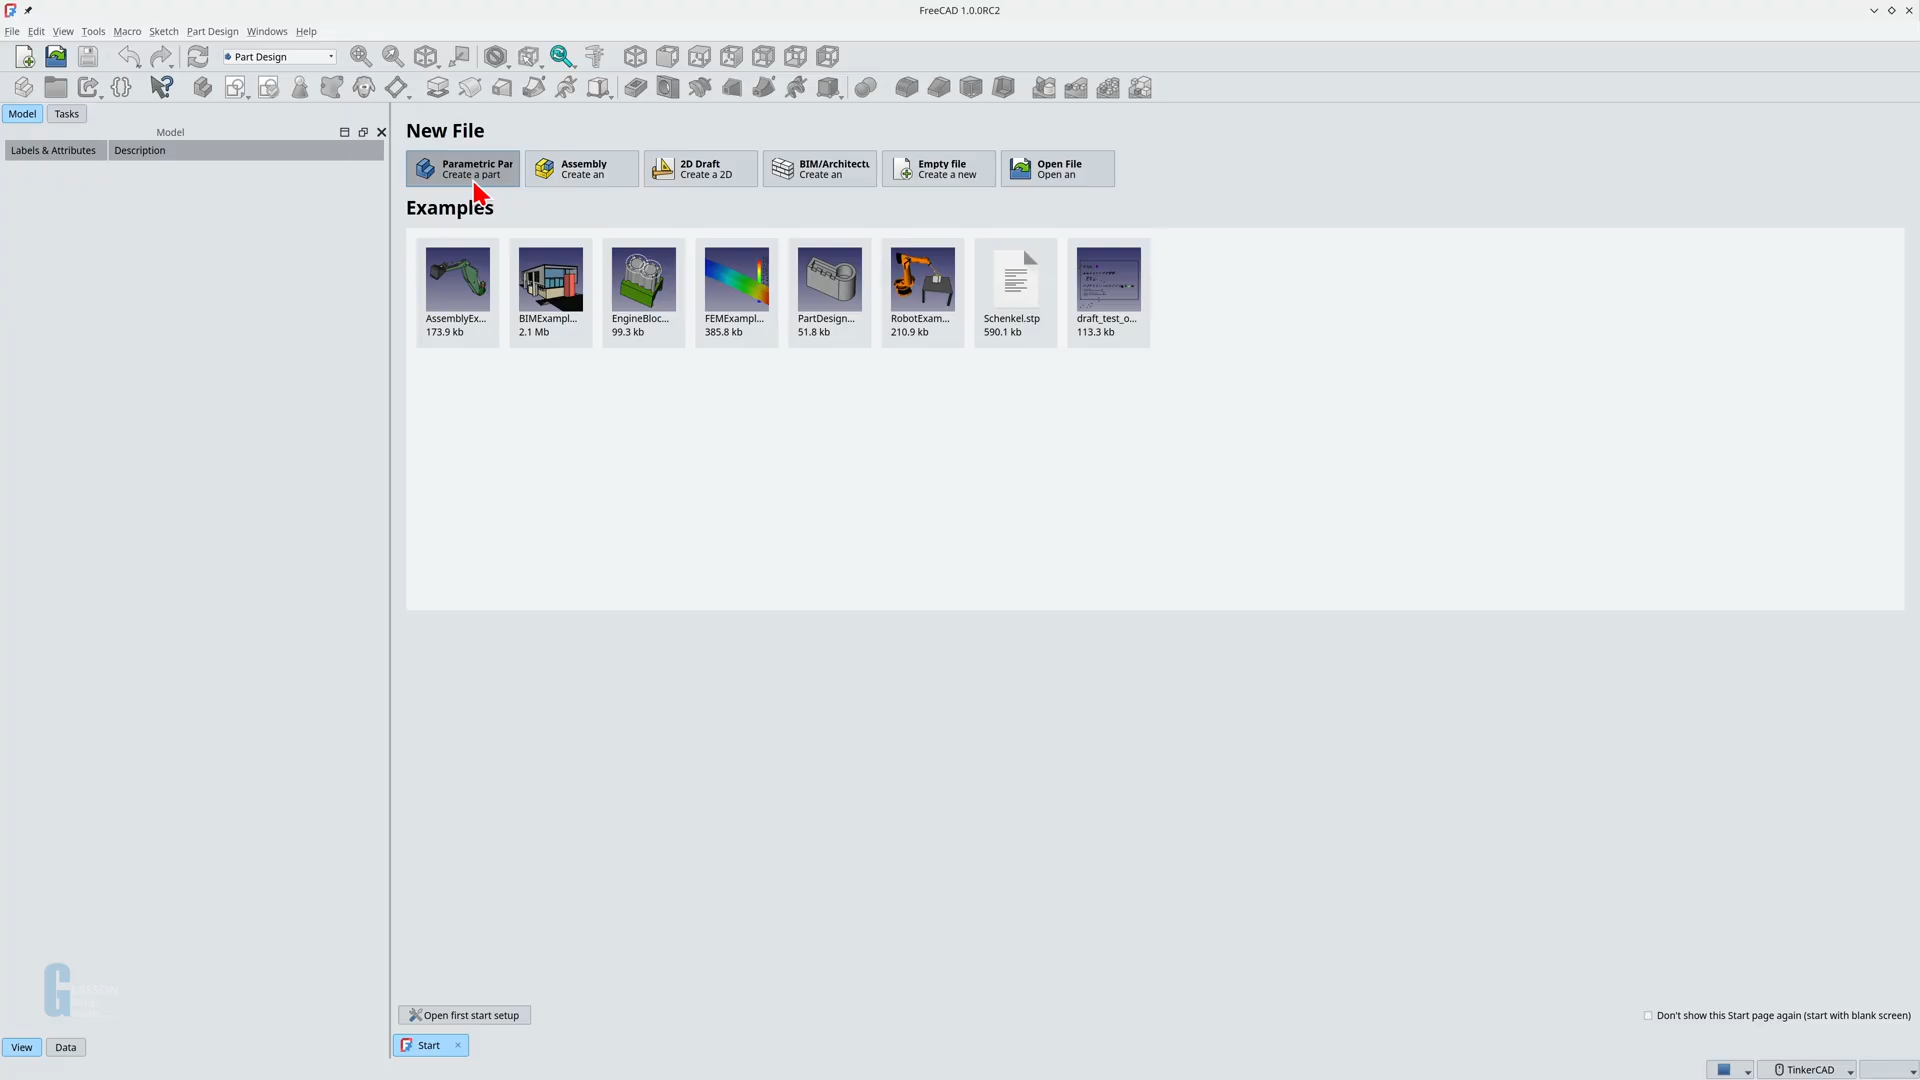 FreeCAD 1.0.0RC2
File Edit View Tools Macro Sketch Part Design Windows Help
Part Design
Model Tasks
Model
Labels & Attributes Description
New File
Parametric Par
Create a part
Assembly
Create an
2D Draft
Create a 2D
BIM/Architectu
Create an
Empty file
Create a new
Open File
Open an
Examples
AssemblyEx...
173.9 kb
BIMExampl...
2.1 Mb
EngineBloc...
99.3 kb
FEMExampl...
385.8 kb
PartDesign...
51.8 kb
RobotExam...
210.9 kb
Schenkel.stp
590.1 kb
draft_test_o...
113.3 kb
Open first start setup
Don't show this Start page again (start with blank screen)
Start
View Data
TinkerCAD